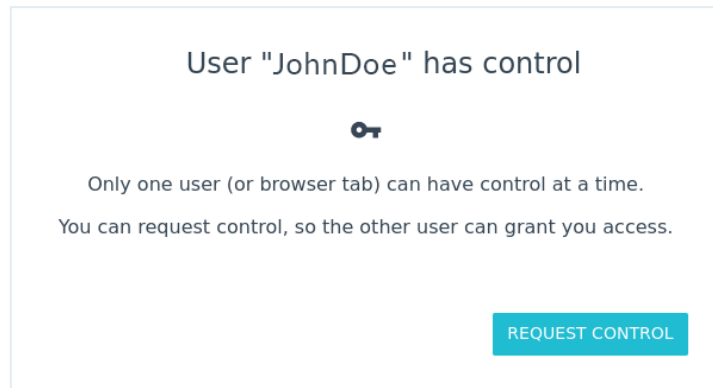 User "JohnDoe" has control
Only one user (or browser tab) can have control at a time.
You can request control, so the other user can grant you access.
REQUEST CONTROL